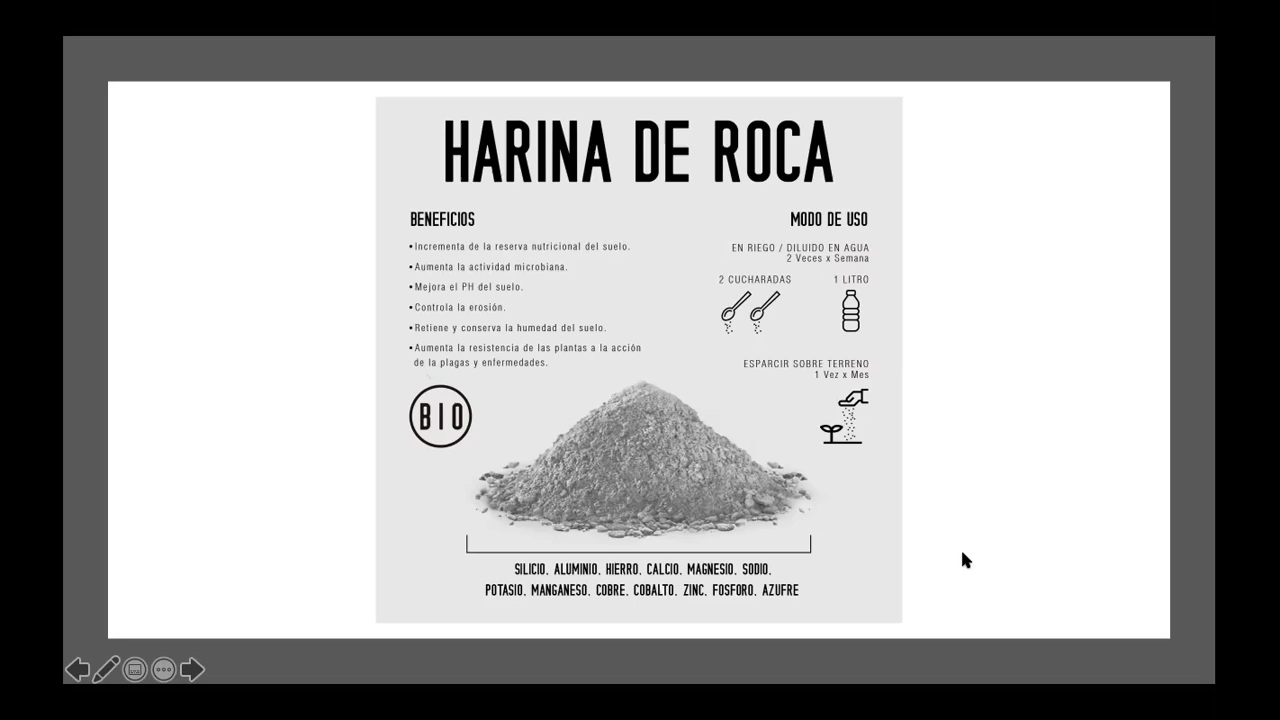 HARINA DE ROCA
BENEFICIOS
•Incrementa de la reserva nutricional del suelo.
•Aumenta la actividad microbiana.
•Mejora el PH del suelo.
•Controla la erosión.
•Retiene y conserva la humedad del suelo.
•Aumenta la resistencia de las plantas a la acción
de la plagas y enfermedades.
BIO
MODO DE USO
EN RIEGO / DILUIDO EN AGUA
2 Veces x Semana
2 CUCHARADAS 1 LITRO
ESPARCIR SOBRE TERRENO
1 Vez x Mes
SILICIO, ALUMINIO, HIERRO, CALCIO, MAGNESIO, SODIO,
POTASIO, MANGANESO, COBRE, COBALTO, ZINC, FOSFORO, AZUFRE